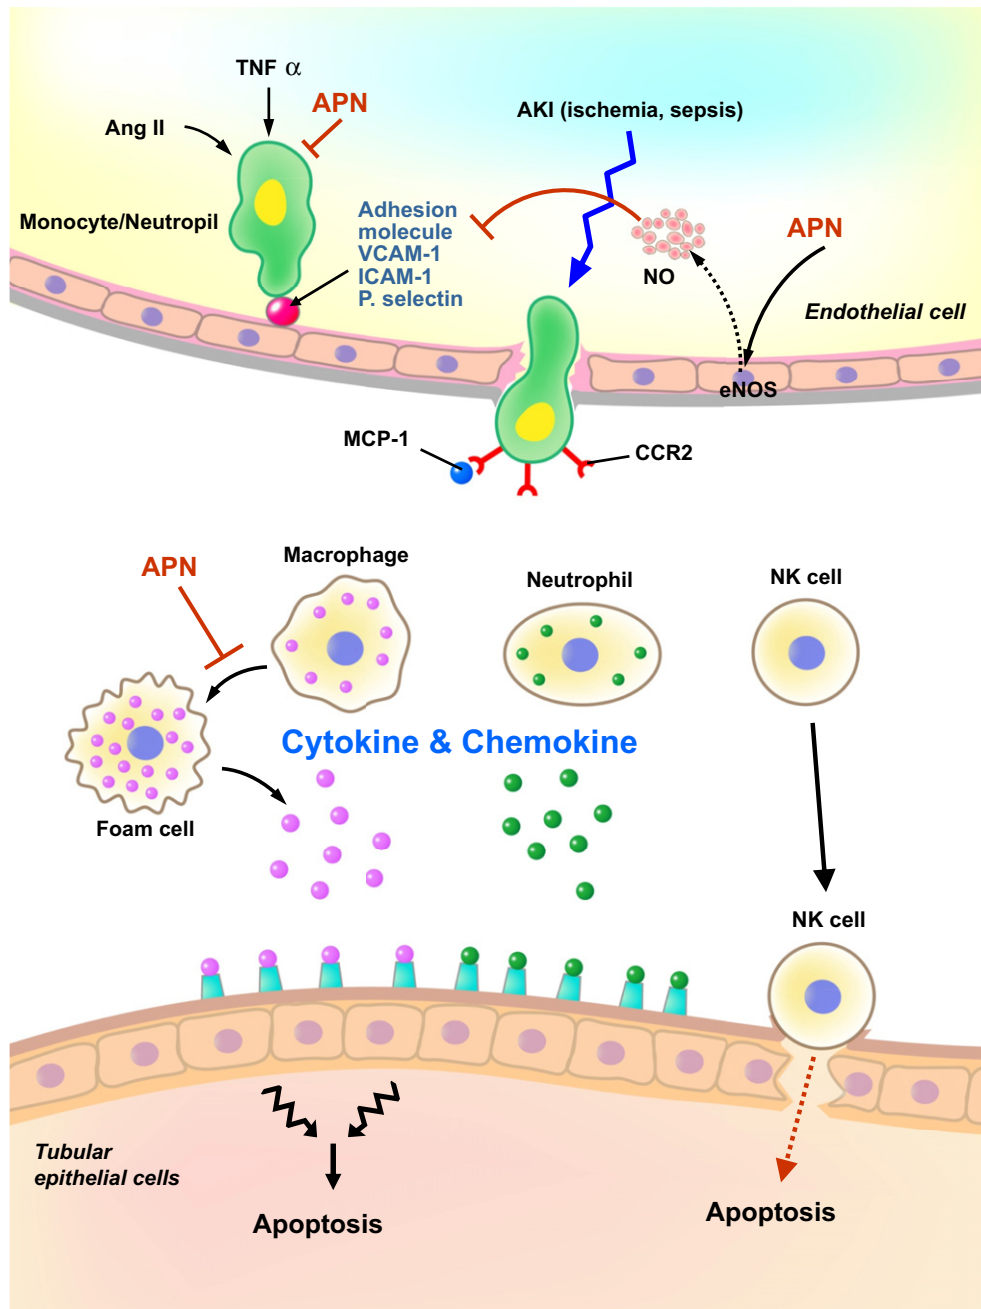 TNF α
APN
Ang II
AKI (ischemia, sepsis)
Monocyte/Neutropil
Adhesion
molecule
VCAM-1
ICAM-1
P. selectin
NO
APN
Endothelial cell
eNOS
MCP-1
CCR2
APN
Macrophage
Neutrophil
NK cell
Cytokine & Chemokine
Foam cell
NK cell
Tubular
epithelial cells
Apoptosis
Apoptosis